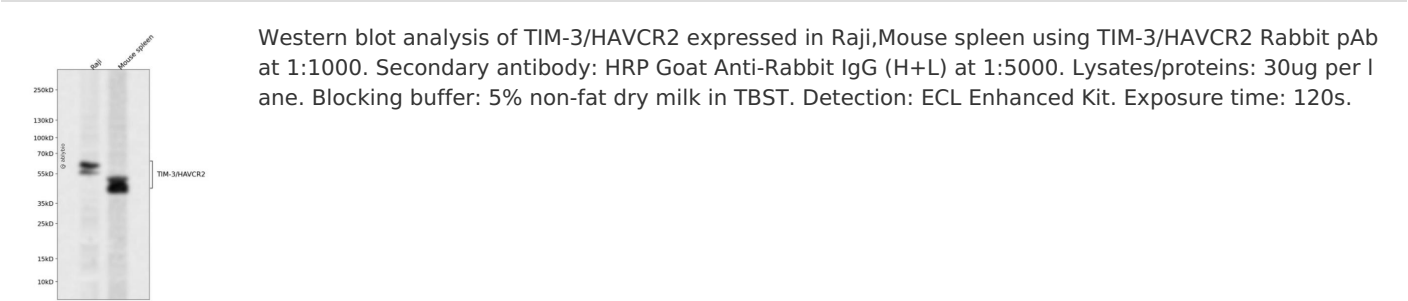 Raji
Mouse spleen
250kD
130kD
100kD
70kD
55kD
35kD
25kD
15kD
10kD
@ ablybio
TIM-3/HAVCR2
Western blot analysis of TIM-3/HAVCR2 expressed in Raji,Mouse spleen using TIM-3/HAVCR2 Rabbit pAb
at 1:1000. Secondary antibody: HRP Goat Anti-Rabbit IgG (H+L) at 1:5000. Lysates/proteins: 30ug per l
ane. Blocking buffer: 5% non-fat dry milk in TBST. Detection: ECL Enhanced Kit. Exposure time: 120s.